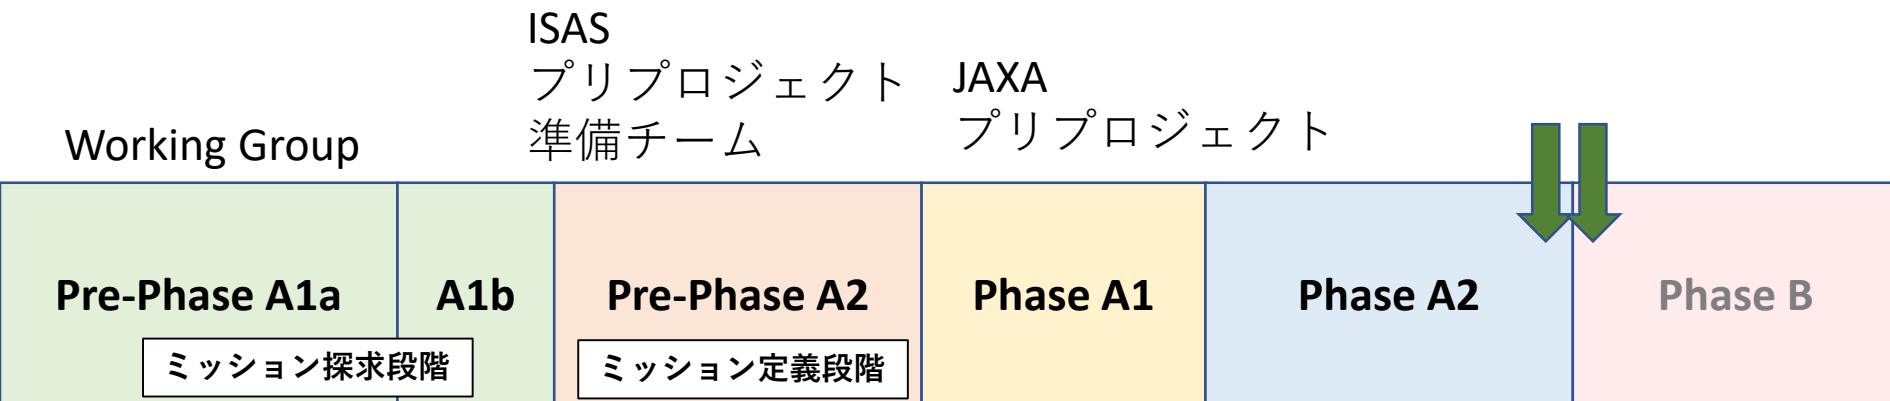 ISAS
プリプロジェクト
準備チーム
JAXA
プリプロジェクト
Working Group
Pre-Phase A1a
A1b
Pre-Phase A2
Phase A1
Phase A2
Phase B
ミッション探求段階
ミッション定義段階